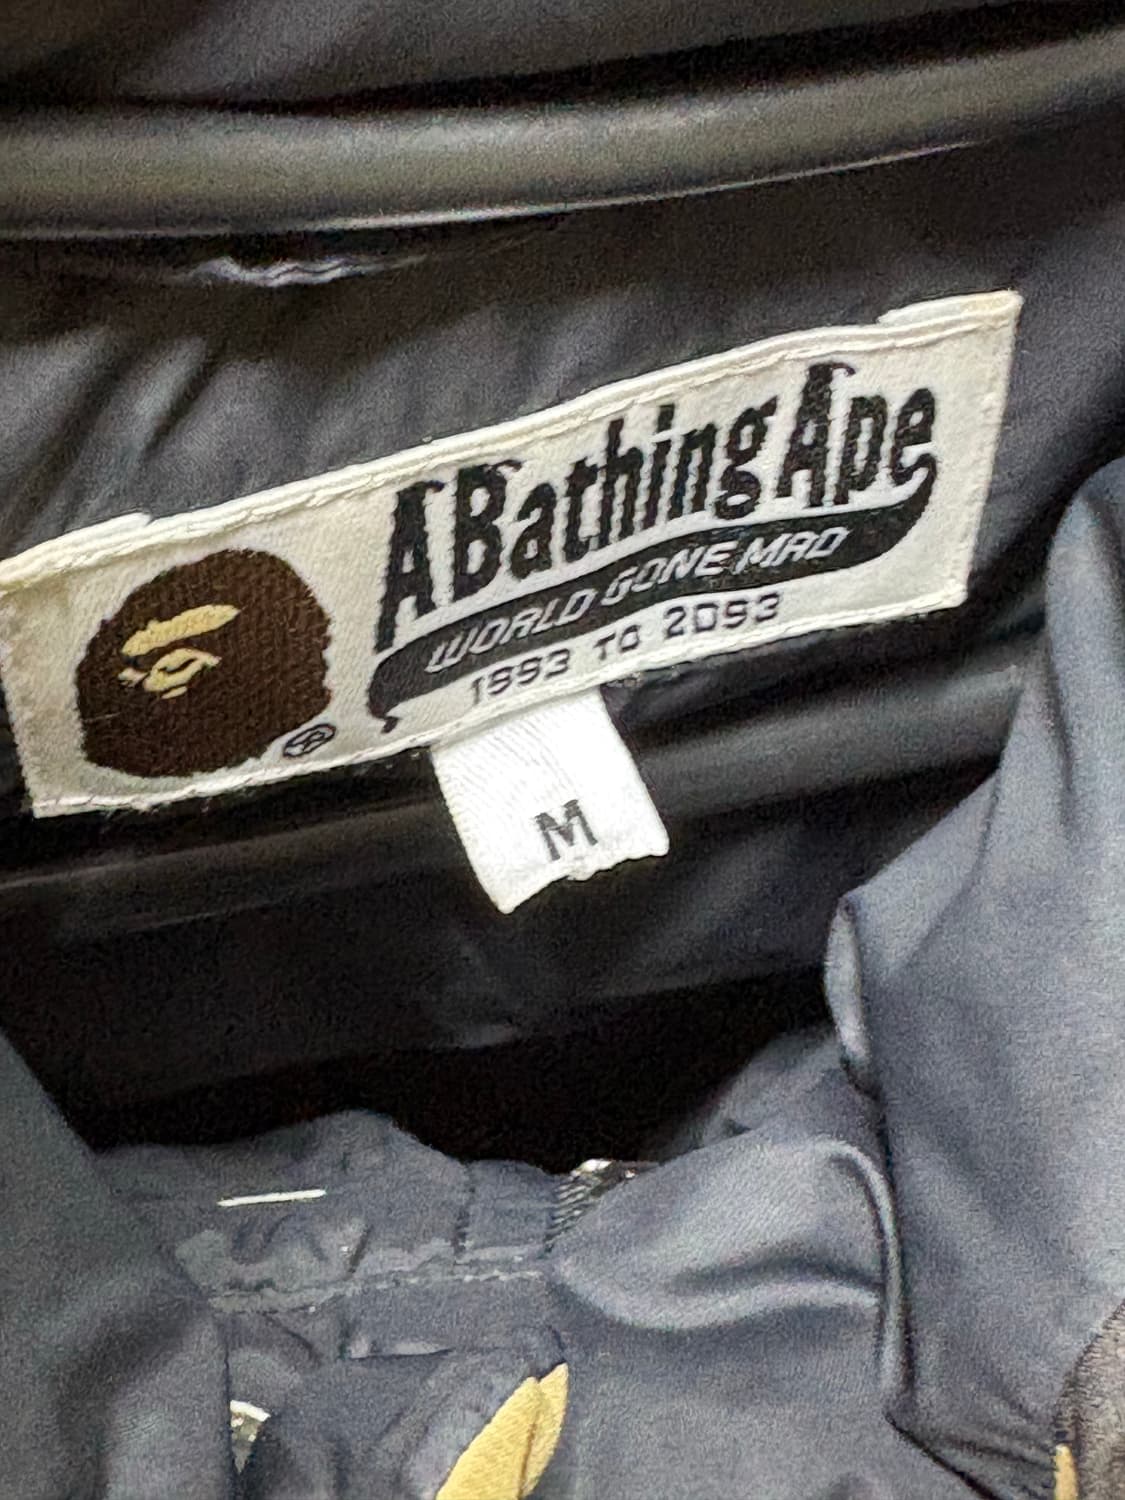 A Bathing Ape
WORLD GONE MAD
1993 TO 2093
®
M